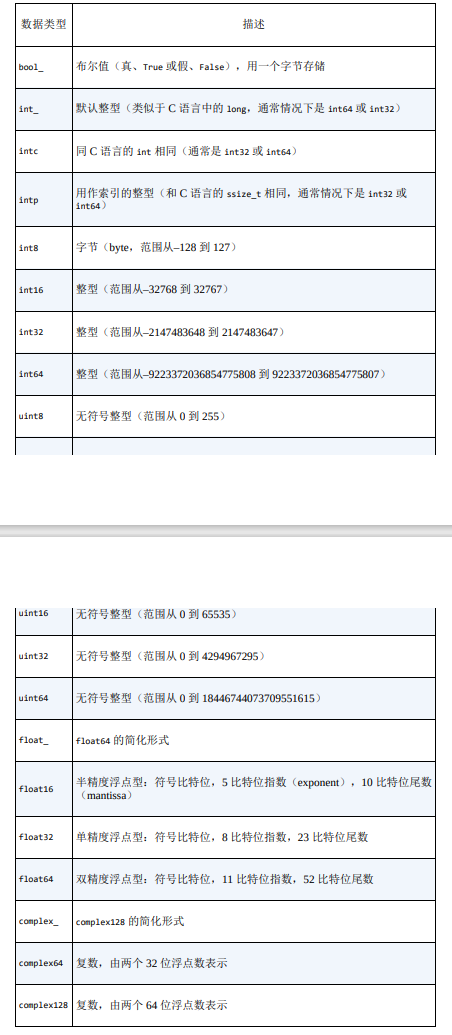 数据类型 描述
bool_ 布尔值（真、True 或假、False），用一个字节存储
int_ 默认整型（类似于 C 语言中的 long，通常情况下是 int64 或 int32）
intc 同 C 语言的 int 相同（通常是 int32 或 int64）
intp 用作索引的整型（和 C 语言的 ssize_t 相同，通常情况下是 int32 或
int64）
int8 字节（byte，范围从–128 到 127）
int16 整型（范围从–32768 到 32767）
int32 整型（范围从–2147483648 到 2147483647）
int64 整型（范围从–9223372036854775808 到 9223372036854775807）
uint8 无符号整型（范围从 0 到 255）
uint16 无符号整型（范围从 0 到 65535）
uint32 无符号整型（范围从 0 到 4294967295）
uint64 无符号整型（范围从 0 到 18446744073709551615）
float_ float64 的简化形式
float16 半精度浮点型：符号比特位，5 比特位指数（exponent），10 比特位尾数
（mantissa）
float32 单精度浮点型：符号比特位，8 比特位指数，23 比特位尾数
float64 双精度浮点型：符号比特位，11 比特位指数，52 比特位尾数
complex_ complex128 的简化形式
complex64 复数，由两个 32 位浮点数表示
complex128 复数，由两个 64 位浮点数表示